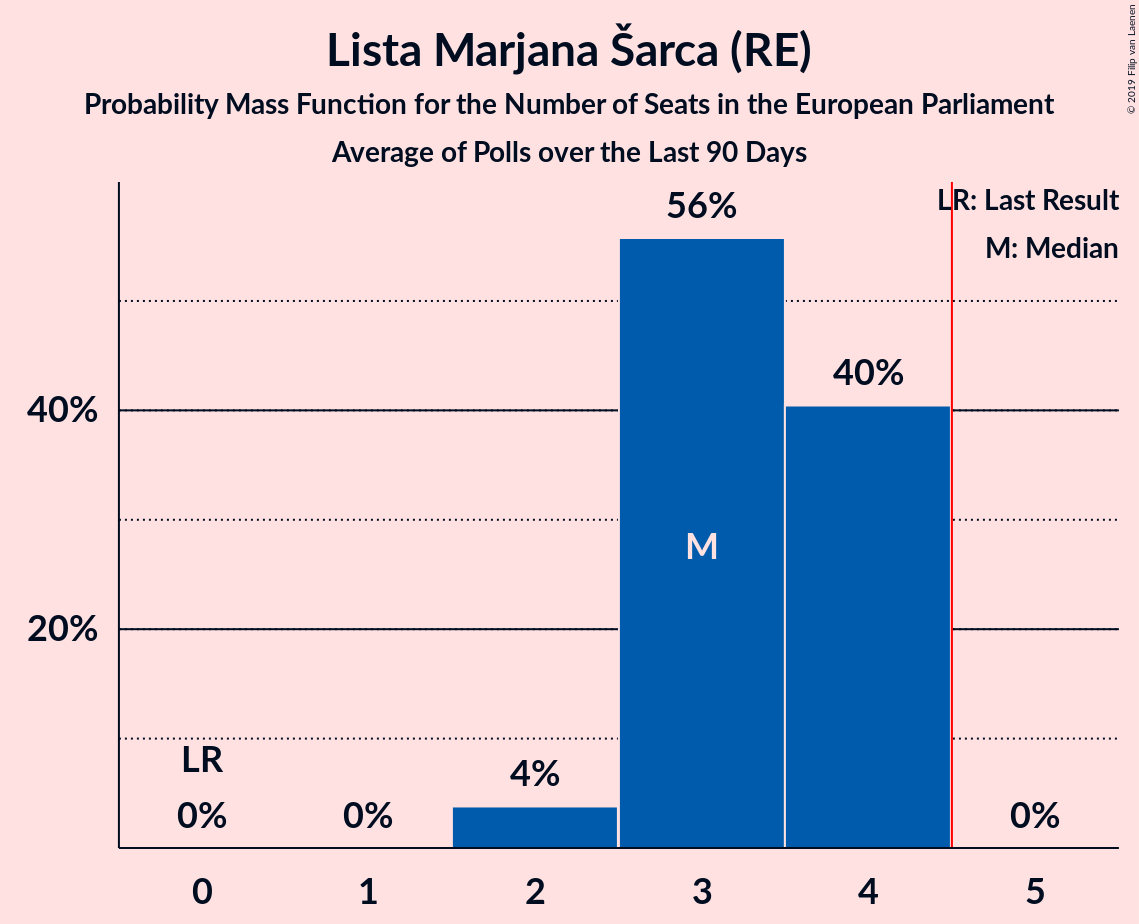 Lista Marjana Šarca (RE)
Probability Mass Function for the Number of Seats in the European Parliament
Average of Polls over the Last 90 Days
© 2019 Filip van Laenen
LR: Last Result
M: Median
56%
40%
40%
M
20%
LR
4%
0%
0%
0%
0
1
2
3
4
5